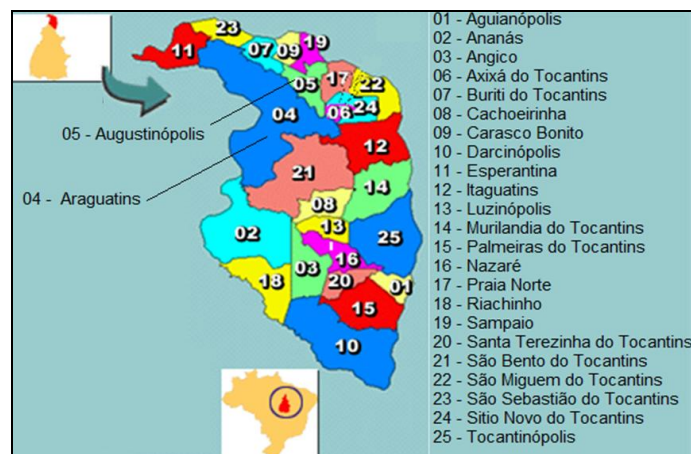 01 - Aguianópolis
02 - Ananás
03 - Angico
06 - Axixá do Tocantins
07 - Buriti do Tocantins
08 - Cachoeirinha
09 - Carasco Bonito
10 - Darcinópolis
11 - Esperantina
12 - Itaguatins
13 - Luzinópolis
14 - Murilandia do Tocantins
15 - Palmeiras do Tocantins
16 - Nazaré
17 - Praia Norte
18 - Riachinho
19 - Sampaio
20 - Santa Terezinha do Tocantins
21 - São Bento do Tocantins
22 - São Miguem do Tocantins
23 - São Sebastião do Tocantins
24 - Sitio Novo do Tocantins
25 - Tocantinópolis
05 - Augustinópolis
04 - Araguatins
23
19
11
07
09
05
17
22
04
06
24
12
21
14
08
02
13
25
16
03
18
20
01
15
10